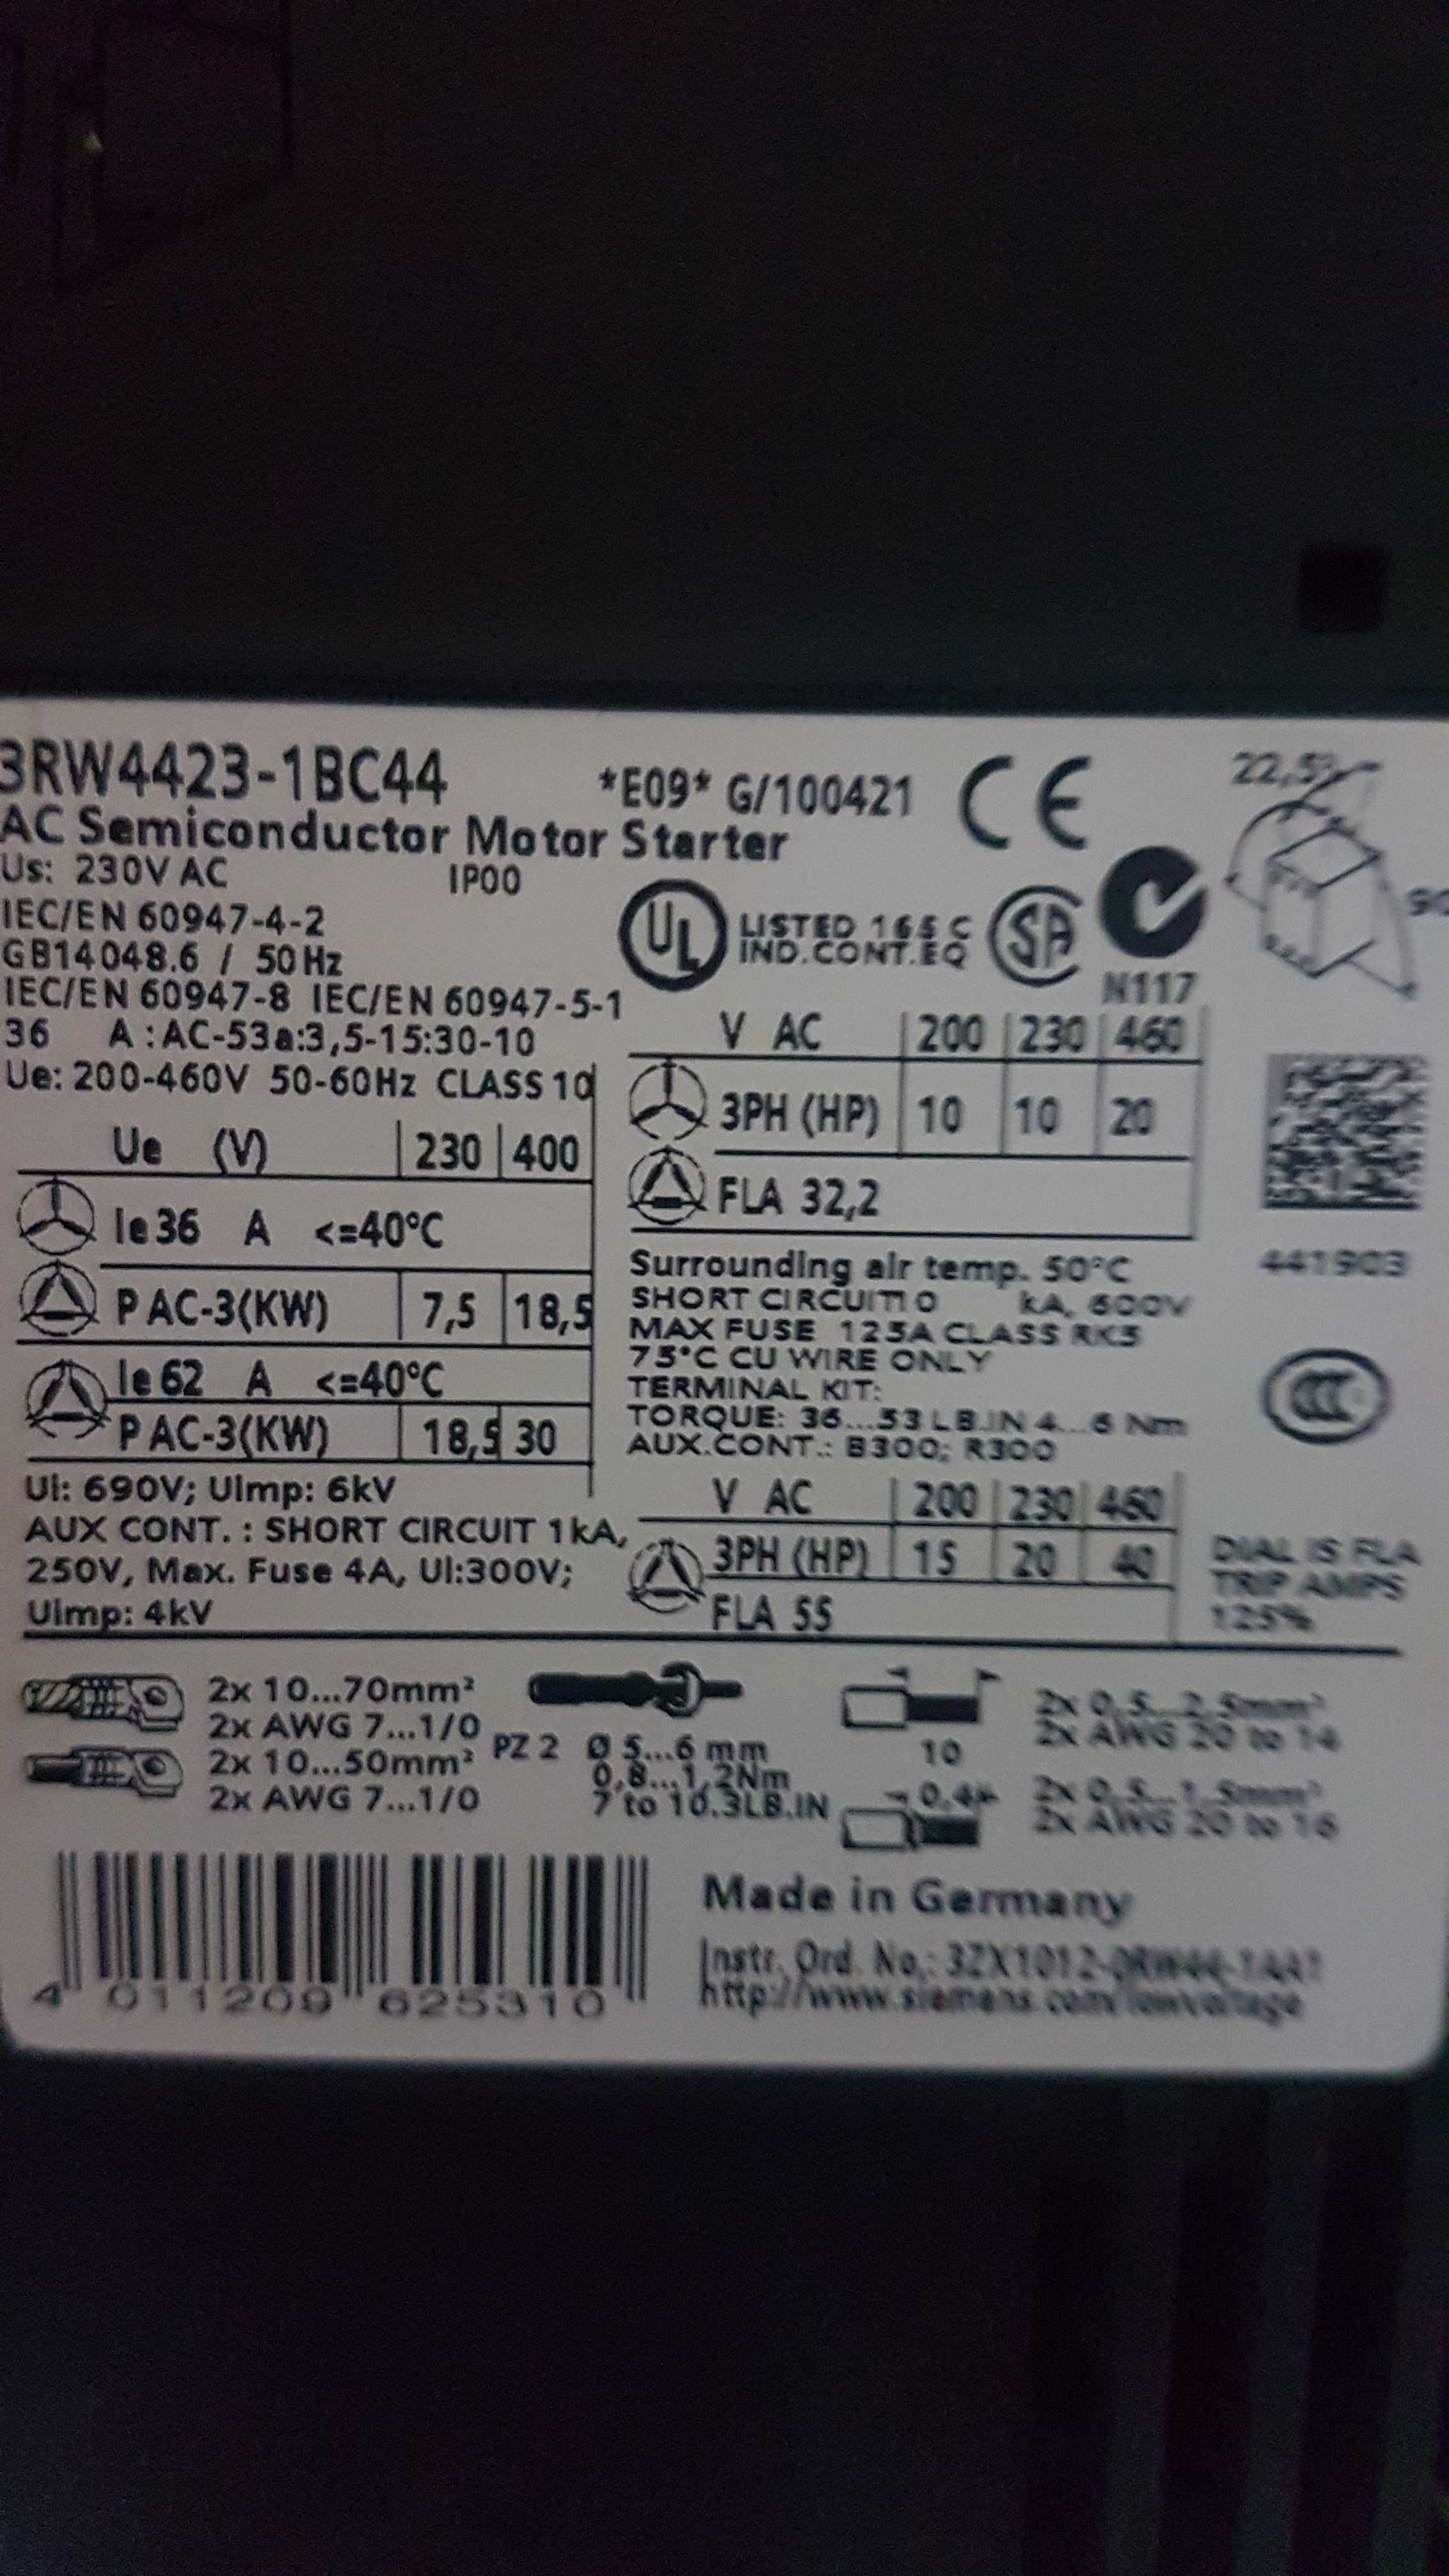 3RW4423-1BC44
*E09* G/100421
CE
22,5°
AC Semiconductor Motor Starter
Us: 230V AC IP00
IEC/EN 60947-4-2
GB14048.6 / 50Hz
IEC/EN 60947-8 IEC/EN 60947-5-1
36 A:AC-53a:3,5-15:30-10
Ue: 200-460V 50-60Hz CLASS 10
UL LISTED 165 C
IND.CONT.EQ
SA
N117
90
Ue (V) 230 400
Ie 36 A <=40°C
P AC-3(KW) 7,5 18,5
Ie 62 A <=40°C
P AC-3(KW) 18,5 30
UI: 690V; UImp: 6kV
AUX CONT. : SHORT CIRCUIT 1kA,
250V, Max. Fuse 4A, UI:300V;
UImp: 4kV
V AC 200 230 460
3PH (HP) 10 10 20
FLA 32,2
Surrounding air temp. 50°C
SHORT CIRCUIT10 kA, 600V
MAX FUSE 125A CLASS RK5
75°C CU WIRE ONLY
TERMINAL KIT:
TORQUE: 36...53 LB.IN 4...6 Nm
AUX.CONT.: B300; R300
V AC 200 230 460
3PH (HP) 15 20 40
FLA 55
441903
CCC
DIAL IS FLA
TRIP AMPS
125%
2x 10...70mm²
2x AWG 7...1/0
2x 10...50mm²
2x AWG 7...1/0
PZ 2 Ø 5...6 mm
0,8...1,2Nm
7 to 10.3LB.IN
10
0.4
2x 0,5...2,5mm²
2x AWG 20 to 14
2x 0,5...1,5mm²
2x AWG 20 to 16
4 011209 625310
Made in Germany
Instr. Ord. No.: 3ZX1012-0RW44-1AA1
http://www.siemens.com/lowvoltage